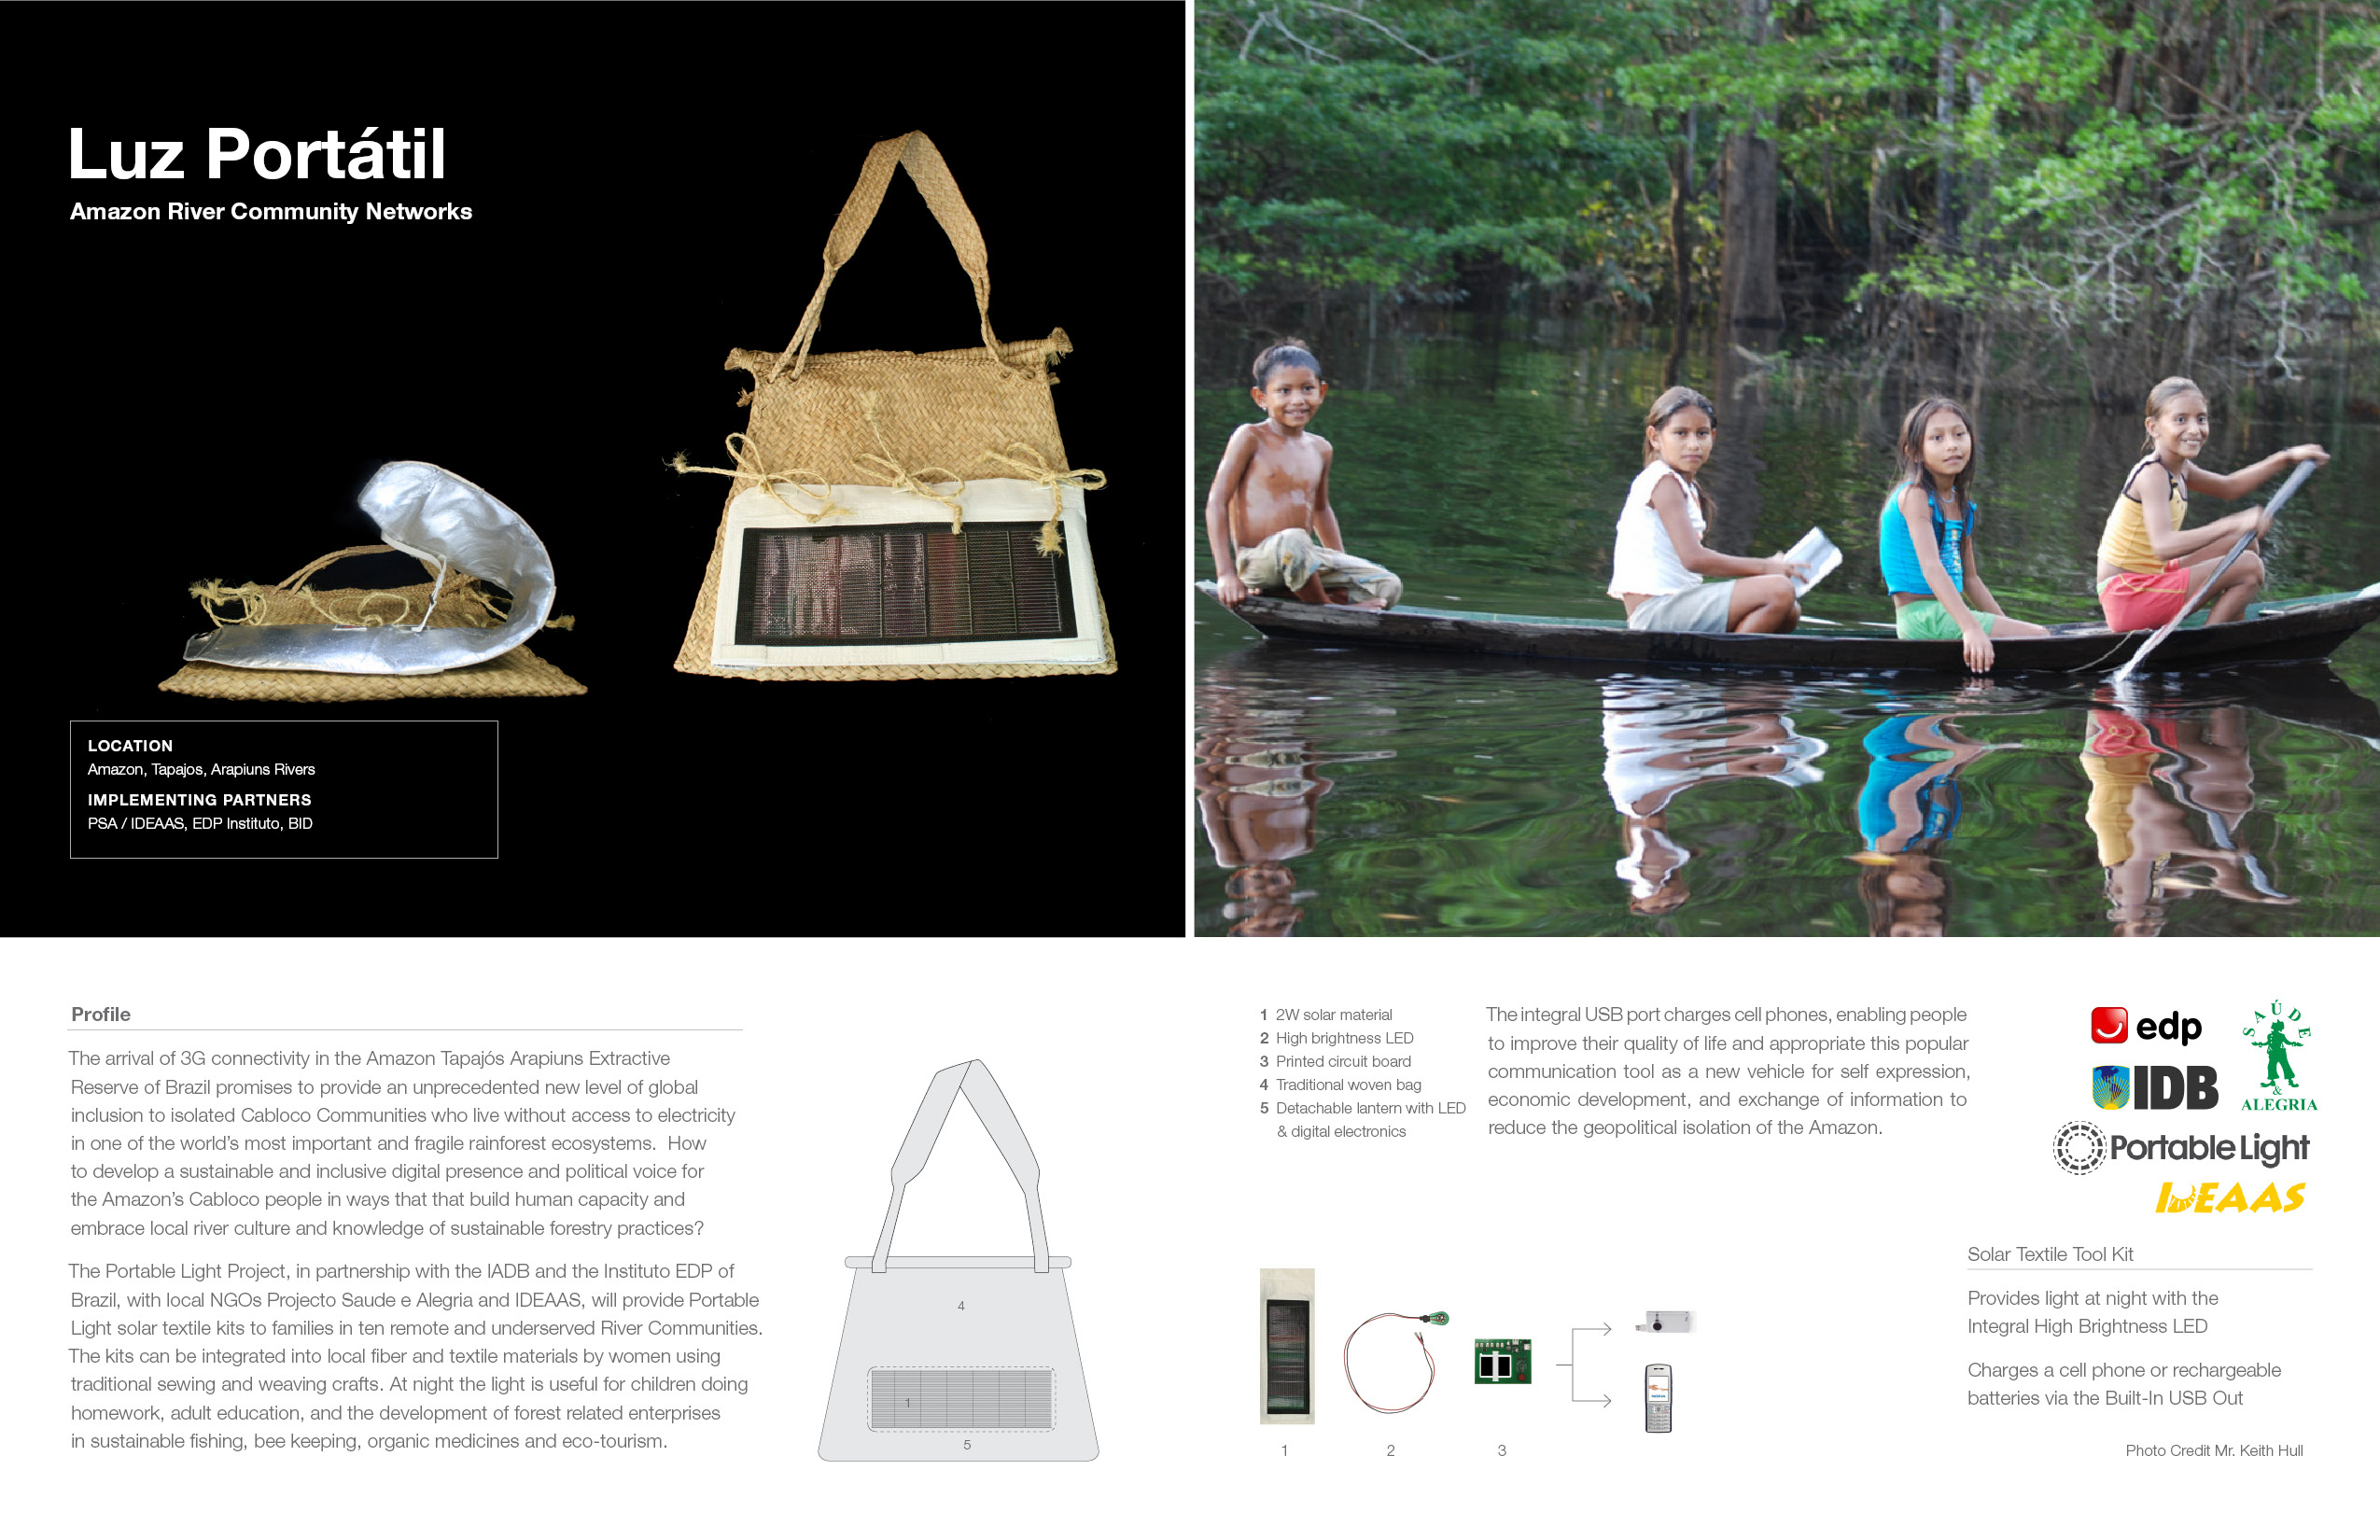 Luz Portátil
Amazon River Community Networks
LOCATION
Amazon, Tapajos, Arapiuns Rivers
IMPLEMENTING PARTNERS
PSA / IDEAAS, EDP Instituto, BID
Profile
The arrival of 3G connectivity in the Amazon Tapajós Arapiuns Extractive
Reserve of Brazil promises to provide an unprecedented new level of global
inclusion to isolated Cabloco Communities who live without access to electricity
in one of the world's most important and fragile rainforest ecosystems. How
to develop a sustainable and inclusive digital presence and political voice for
the Amazon's Cabloco people in ways that that build human capacity and
embrace local river culture and knowledge of sustainable forestry practices?
The Portable Light Project, in partnership with the IADB and the Instituto EDP of
Brazil, with local NGOs Projecto Saude e Alegria and IDEAAS, will provide Portable
Light solar textile kits to families in ten remote and underserved River Communities.
The kits can be integrated into local fiber and textile materials by women using
traditional sewing and weaving crafts. At night the light is useful for children doing
homework, adult education, and the development of forest related enterprises
in sustainable fishing, bee keeping, organic medicines and eco-tourism.
4
1
5
1 2W solar material
2 High brightness LED
3 Printed circuit board
4 Traditional woven bag
5 Detachable lantern with LED
& digital electronics
The integral USB port charges cell phones, enabling people
to improve their quality of life and appropriate this popular
communication tool as a new vehicle for self expression,
economic development, and exchange of information to
reduce the geopolitical isolation of the Amazon.
1
2
3
edp
SAÚDE
&
ALEGRIA
IDB
Portable Light
IDEAAS
Solar Textile Tool Kit
Provides light at night with the
Integral High Brightness LED
Charges a cell phone or rechargeable
batteries via the Built-In USB Out
Photo Credit Mr. Keith Hull